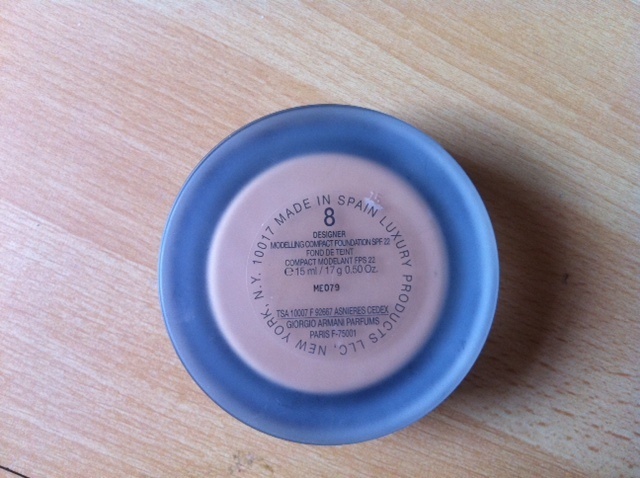 MADE IN SPAIN LUXURY PRODUCTS LLC, NEW YORK, N.Y. 10017
8
DESIGNER
MODELLING COMPACT FOUNDATION SPF 22
FOND DE TEINT
COMPACT MODELANT FPS 22
℮ 15 ml / 17 g 0.50 Oz.
ME079
TSA 10007 F 92667 ASNIERES CEDEX
GIORGIO ARMANI PARFUMS
PARIS F-75001